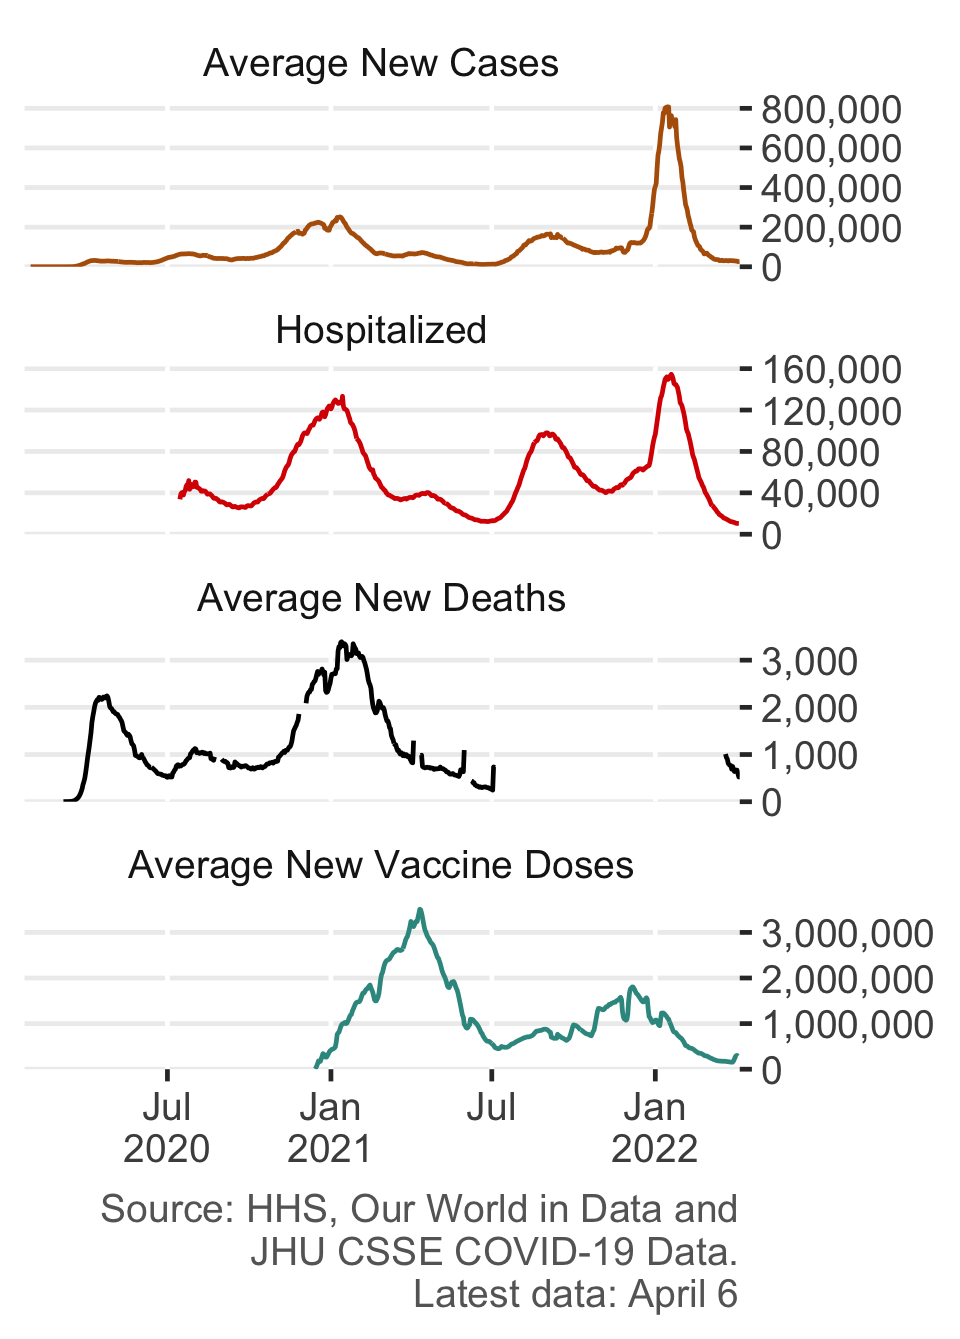 Average New Cases
800,000
600,000
400,000
200,000
0
Hospitalized
160,000
120,000
80,000
40,000
0
Average New Deaths
3,000
2,000
1,000
0
Average New Vaccine Doses
3,000,000
2,000,000
1,000,000
0
Jul Jan Jul Jan
2020 2021 2022
Source: HHS, Our World in Data and
JHU CSSE COVID-19 Data.
Latest data: April 6